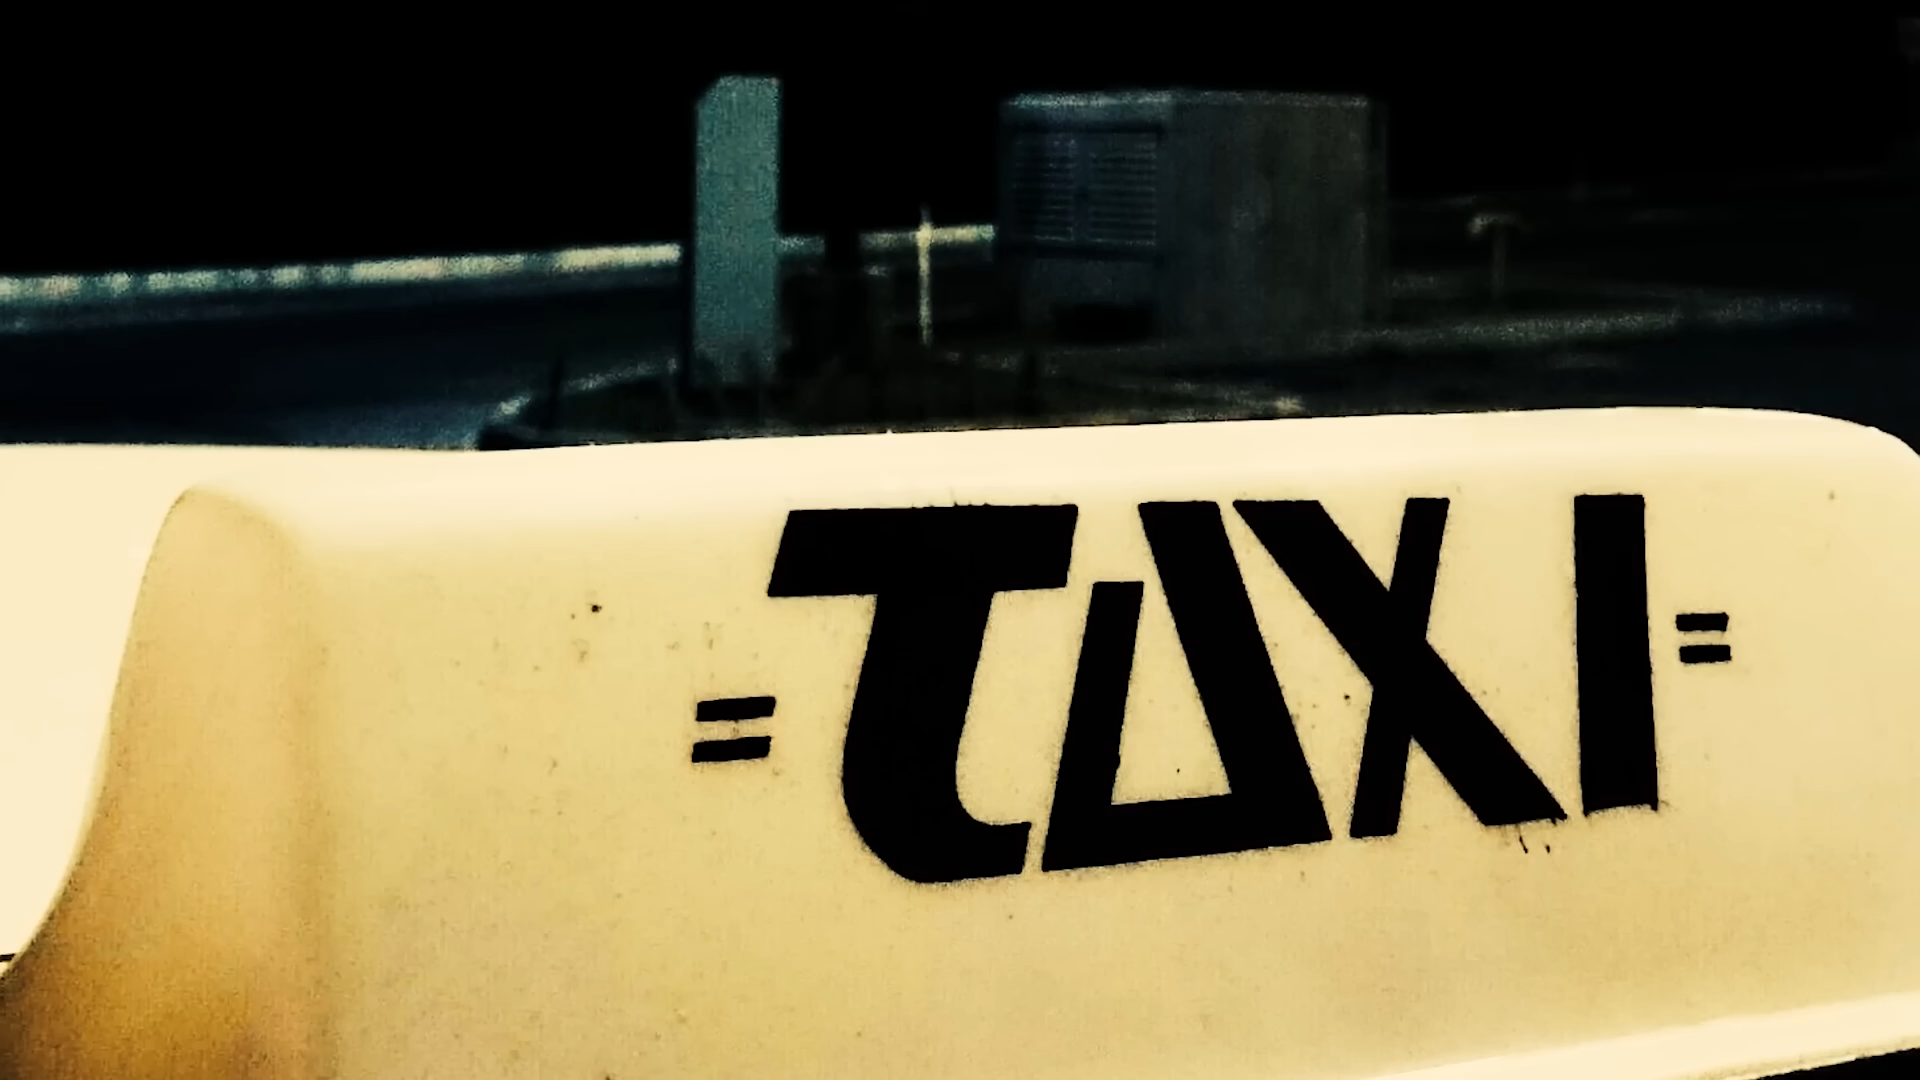 = TAXI =